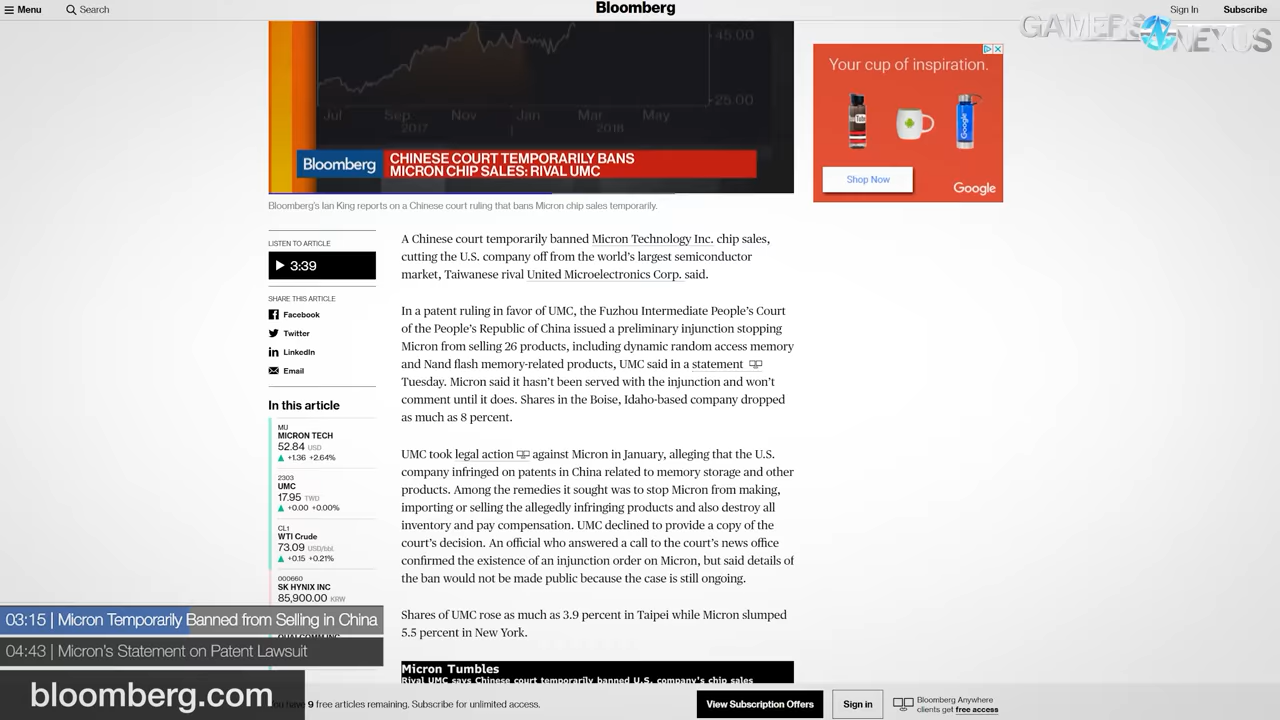 Menu
Search
Bloomberg
Sign In
Subscribe
GAMERS NEXUS
45.00
25.00
Jul Sep Nov Jan Mar May
2017 2018
Bloomberg
CHINESE COURT TEMPORARILY BANS
MICRON CHIP SALES: RIVAL UMC
Your cup of inspiration.
You Tube
Google
Shop Now
Google
Bloomberg's Ian King reports on a Chinese court ruling that bans Micron chip sales temporarily.
LISTEN TO ARTICLE
3:39
SHARE THIS ARTICLE
Facebook
Twitter
LinkedIn
Email
In this article
MU
MICRON TECH
52.84 USD
+1.36 +2.64%
2303
UMC
17.95 TWD
+0.00 +0.00%
CL1
WTI Crude
73.09 USD/bbl.
+0.15 +0.21%
000660
SK HYNIX INC
85,900.00 KRW
A Chinese court temporarily banned Micron Technology Inc. chip sales,
cutting the U.S. company off from the world's largest semiconductor
market, Taiwanese rival United Microelectronics Corp. said.
In a patent ruling in favor of UMC, the Fuzhou Intermediate People's Court
of the People's Republic of China issued a preliminary injunction stopping
Micron from selling 26 products, including dynamic random access memory
and Nand flash memory-related products, UMC said in a statement
Tuesday. Micron said it hasn't been served with the injunction and won't
comment until it does. Shares in the Boise, Idaho-based company dropped
as much as 8 percent.
UMC took legal action against Micron in January, alleging that the U.S.
company infringed on patents in China related to memory storage and other
products. Among the remedies it sought was to stop Micron from making,
importing or selling the allegedly infringing products and also destroy all
inventory and pay compensation. UMC declined to provide a copy of the
court's decision. An official who answered a call to the court's news office
confirmed the existence of an injunction order on Micron, but said details of
the ban would not be made public because the case is still ongoing.
Shares of UMC rose as much as 3.9 percent in Taipei while Micron slumped
5.5 percent in New York.
Micron Tumbles
Rival UMC says Chinese court temporarily banned U.S. company's chip sales
03:15 | Micron Temporarily Banned from Selling in China
04:43 | Micron's Statement on Patent Lawsuit
bloomberg.com
9 free articles remaining. Subscribe for unlimited access.
View Subscription Offers
Sign in
Bloomberg Anywhere
clients get free access